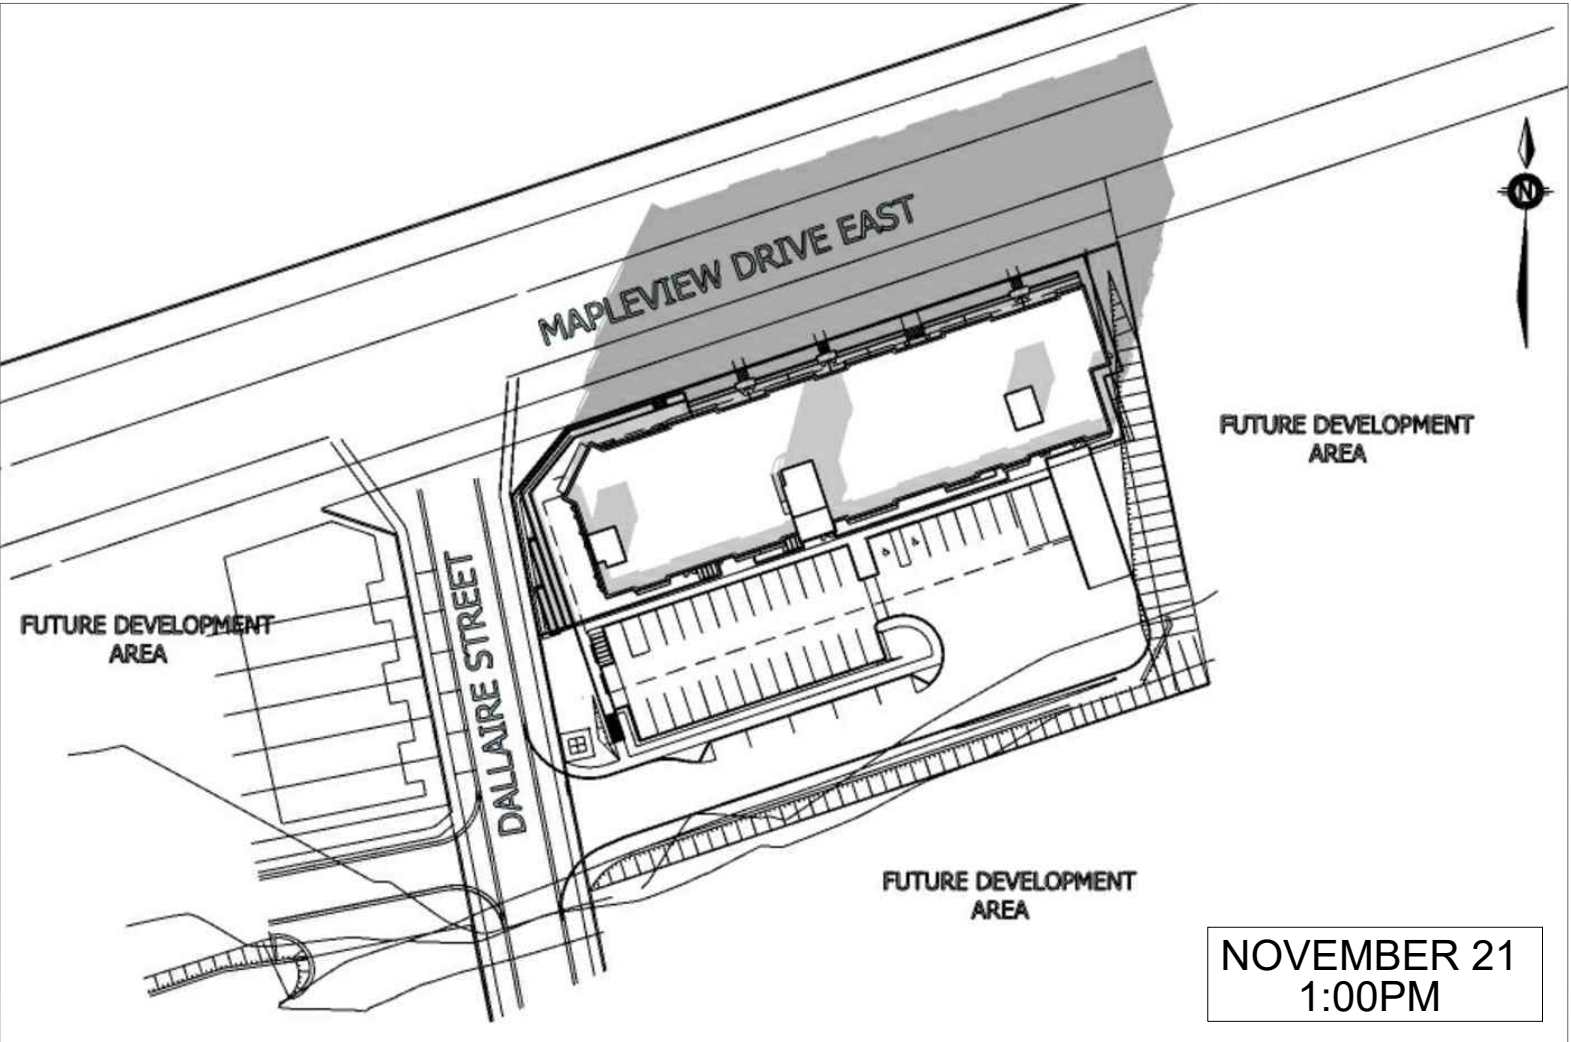 MAPLEVIEW DRIVE EAST
N
FUTURE DEVELOPMENT
AREA
FUTURE DEVELOPMENT
AREA
DALLAIRE STREET
FUTURE DEVELOPMENT
AREA
NOVEMBER 21
1:00PM